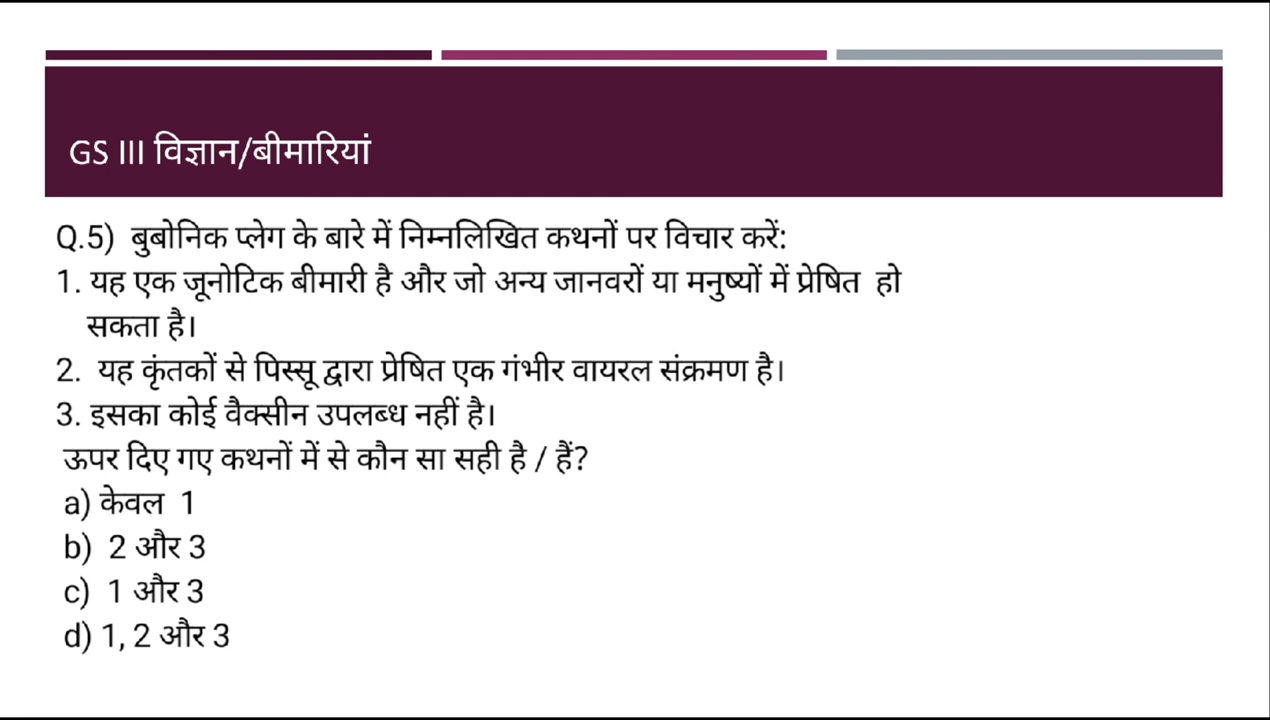 GS III विज्ञान/बीमारियां
Q.5) बुबोनिक प्लेग के बारे में निम्नलिखित कथनों पर विचार करें:
1. यह एक जूनोटिक बीमारी है और जो अन्य जानवरों या मनुष्यों में प्रेषित हो
सकता है।
2. यह कृंतकों से पिस्सू द्वारा प्रेषित एक गंभीर वायरल संक्रमण है।
3. इसका कोई वैक्सीन उपलब्ध नहीं है।
ऊपर दिए गए कथनों में से कौन सा सही है / हैं?
a) केवल 1
b) 2 और 3
c) 1 और 3
d) 1, 2 और 3